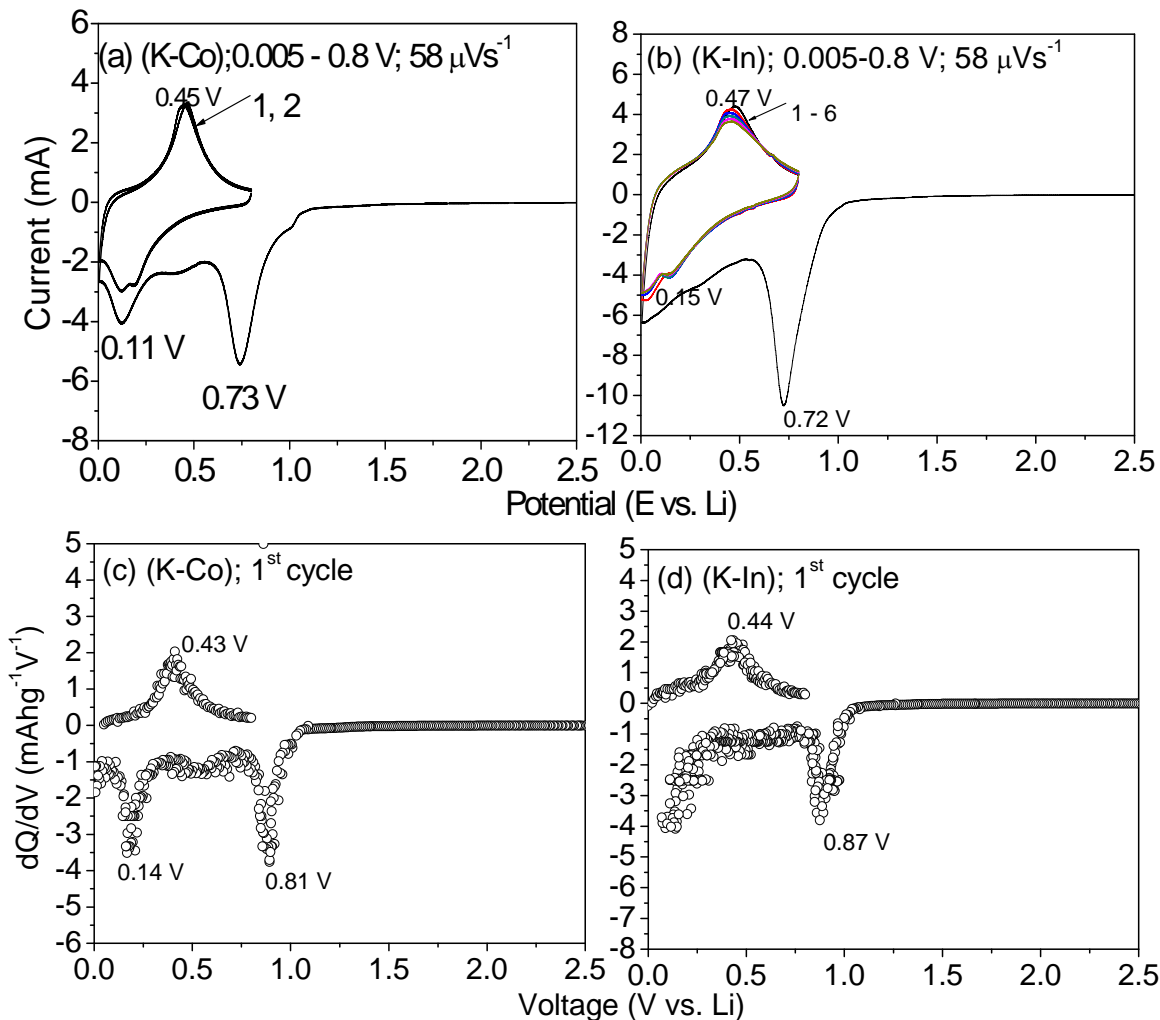 (a) (K-Co);0.005 - 0.8 V; 58 μVs⁻¹
0.45 V
1, 2
0.11 V
0.73 V
6
4
2
0
-2
-4
-6
-8
0.0 0.5 1.0 1.5 2.0 2.5
Current (mA)
(b) (K-In); 0.005-0.8 V; 58 μVs⁻¹
0.47 V
1 - 6
0.15 V
0.72 V
8
6
4
2
0
-2
-4
-6
-8
-10
-12
0.0 0.5 1.0 1.5 2.0 2.5
Potential (E vs. Li)
(c) (K-Co); 1st cycle
0.43 V
0.14 V
0.81 V
5
4
3
2
1
0
-1
-2
-3
-4
-5
-6
0.0 0.5 1.0 1.5 2.0 2.5
dQ/dV (mAhg⁻¹V⁻¹)
(d) (K-In); 1st cycle
0.44 V
0.87 V
5
4
3
2
1
0
-1
-2
-3
-4
-5
-6
-7
-8
0.0 0.5 1.0 1.5 2.0 2.5
Voltage (V vs. Li)